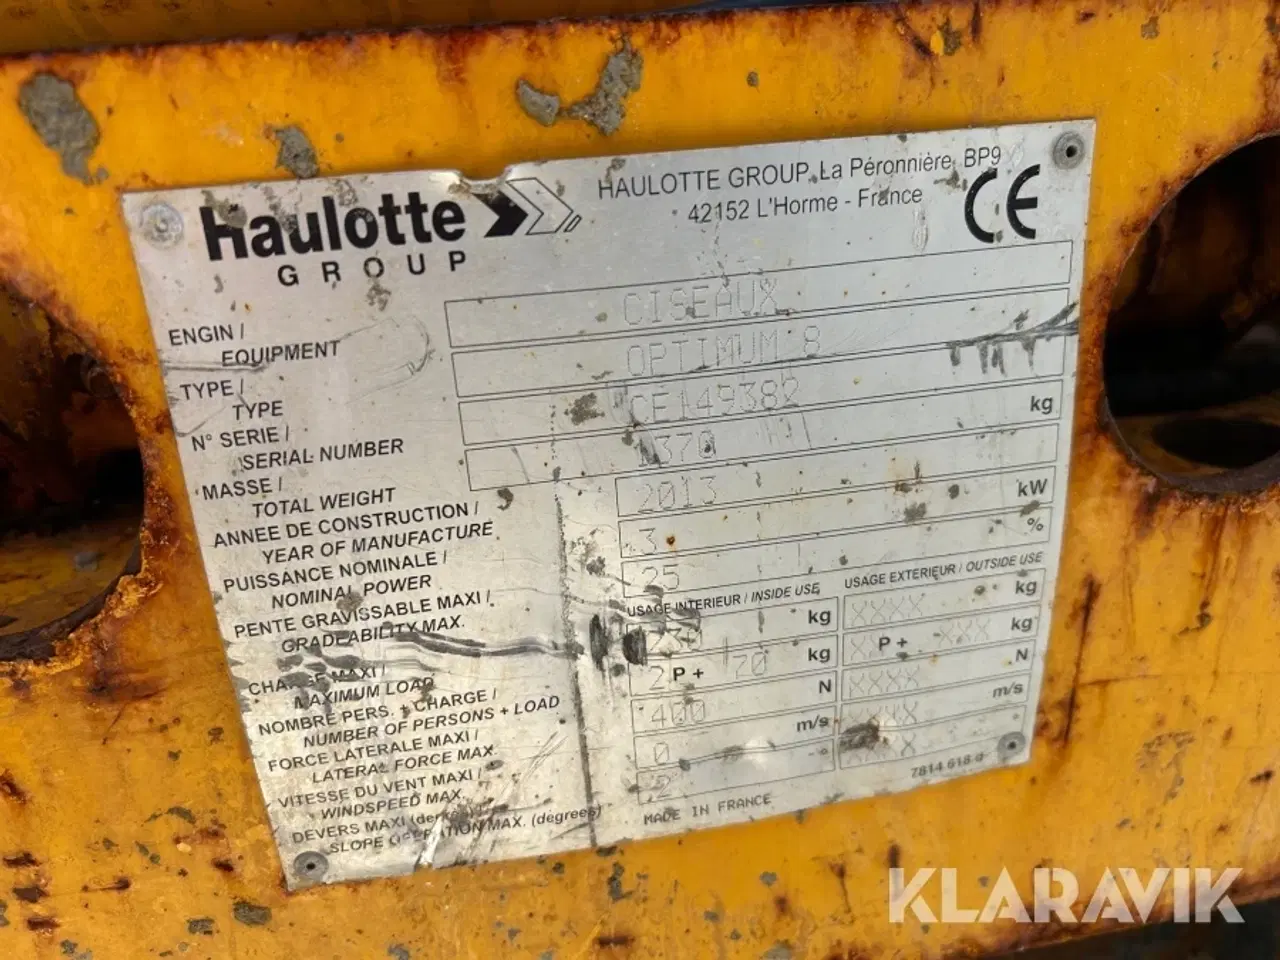 Haulotte
GROUP
HAULOTTE GROUP, La Péronnière, BP9
42152 L'Horme - France
CE
ENGIN /
EQUIPMENT
CISEAUX
TYPE /
TYPE
OPTIMUM 8
N° SERIE /
SERIAL NUMBER
CE149382
MASSE /
TOTAL WEIGHT
1370 kg
ANNEE DE CONSTRUCTION /
YEAR OF MANUFACTURE
2013
PUISSANCE NOMINALE /
NOMINAL POWER
3 kW
PENTE GRAVISSABLE MAXI /
GRADEABILITY MAX.
25 %
USAGE INTERIEUR / INSIDE USE
USAGE EXTERIEUR / OUTSIDE USE
CHARGE MAXI /
MAXIMUM LOAD
kg XXXX kg
NOMBRE PERS. + CHARGE /
NUMBER OF PERSONS + LOAD
2 P + 70 kg X P + XXX kg
FORCE LATERALE MAXI /
LATERAL FORCE MAX.
400 N XXXX N
VITESSE DU VENT MAXI /
WINDSPEED MAX.
0 m/s XXXX m/s
DEVERS MAXI
SLOPE MAX. (degrees)
2 °
MADE IN FRANCE
7814 618
KLARAVIK